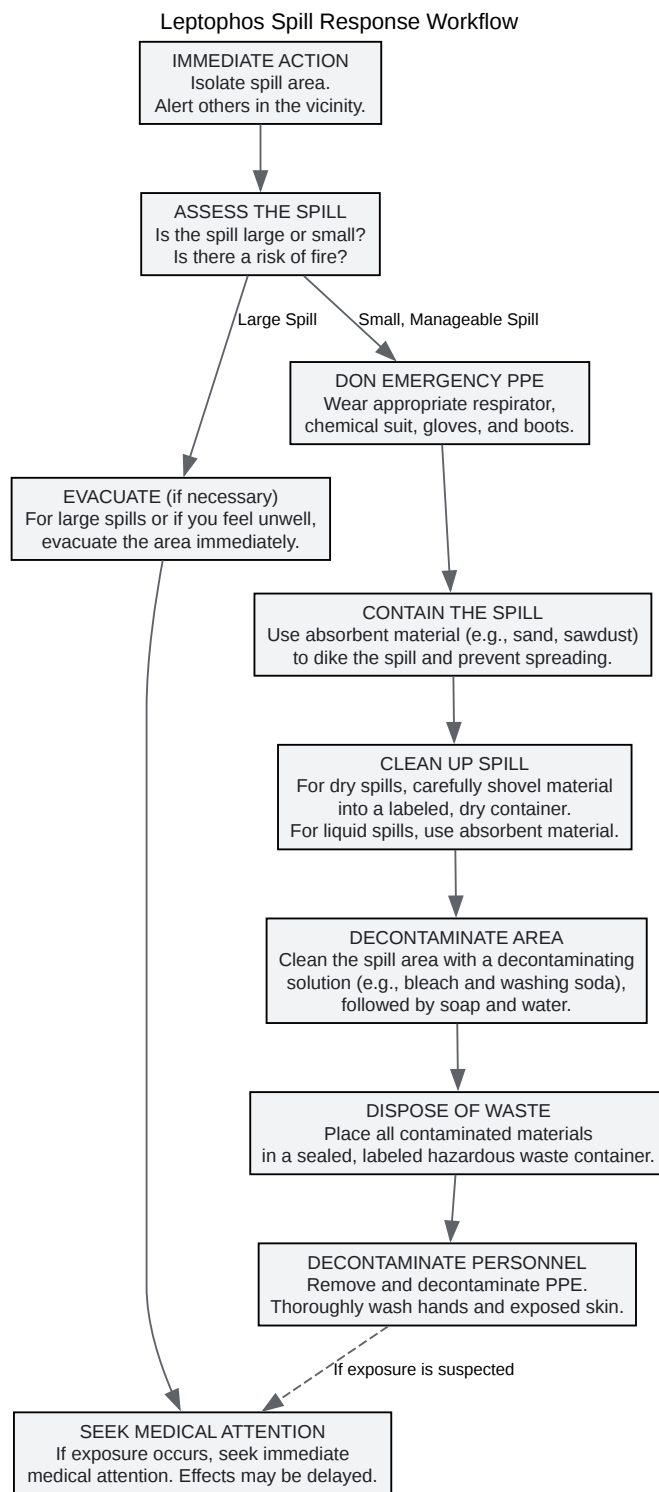 Leptophos Spill Response Workflow
IMMEDIATE ACTION
Isolate spill area.
Alert others in the vicinity.
ASSESS THE SPILL
Is the spill large or small?
Is there a risk of fire?
Large Spill
Small, Manageable Spill
DON EMERGENCY PPE
Wear appropriate respirator,
chemical suit, gloves, and boots.
EVACUATE (if necessary)
For large spills or if you feel unwell,
evacuate the area immediately.
CONTAIN THE SPILL
Use absorbent material (e.g., sand, sawdust)
to dike the spill and prevent spreading.
CLEAN UP SPILL
For dry spills, carefully shovel material
into a labeled, dry container.
For liquid spills, use absorbent material.
DECONTAMINATE AREA
Clean the spill area with a decontaminating
solution (e.g., bleach and washing soda),
followed by soap and water.
DISPOSE OF WASTE
Place all contaminated materials
in a sealed, labeled hazardous waste container.
DECONTAMINATE PERSONNEL
Remove and decontaminate PPE.
Thoroughly wash hands and exposed skin.
If exposure is suspected
SEEK MEDICAL ATTENTION
If exposure occurs, seek immediate
medical attention. Effects may be delayed.